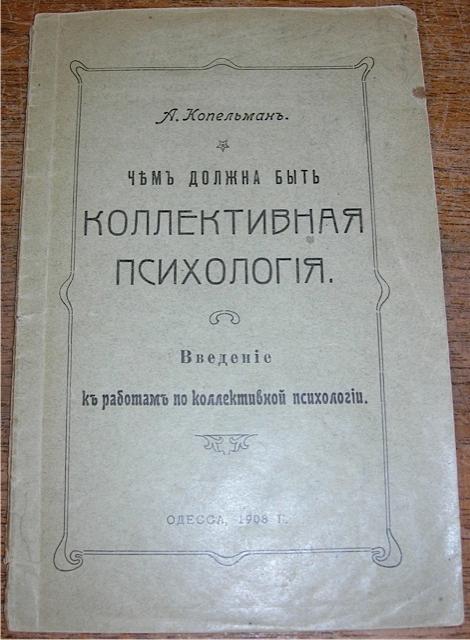 А. Копельманъ.
ЧѢМЪ ДОЛЖНА БЫТЬ
КОЛЛЕКТИВНАЯ
ПСИХОЛОГІЯ.
Введеніе
къ работамъ по коллективной психологіи.
ОДЕССА, 1908 Г.